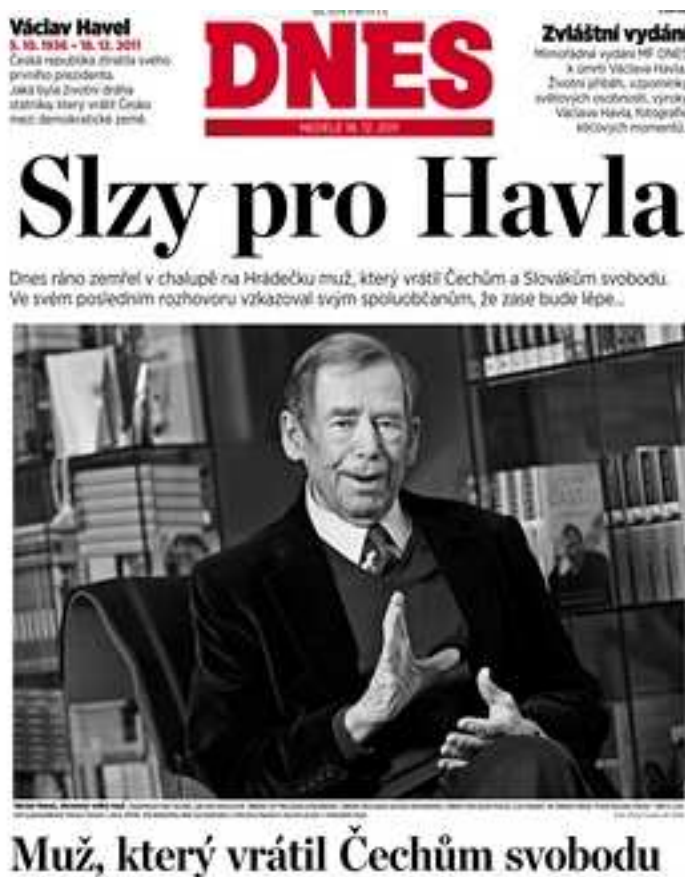 Václav Havel
5. 10. 1936 - 18. 12. 2011
Česká republika ztratila svého
prvního prezidenta.
Jaká byla životní dráha
státníka, který vrátil Česko
mezi demokratické země.
DNES
NEDĚLE 18. 12. 2011
Zvláštní vydání
Mimořádné vydání MF DNES
k úmrtí Václava Havla.
Životní příběh, vzpomínky
světových osobností, výroky
Václava Havla, fotografie
klíčových momentů.
Slzy pro Havla
Dnes ráno zemřel v chalupě na Hrádečku muž, který vrátil Čechům a Slovákům svobodu.
Ve svém posledním rozhovoru vzkazoval svým spoluobčanům, že zase bude lépe...
Muž, který vrátil Čechům svobodu